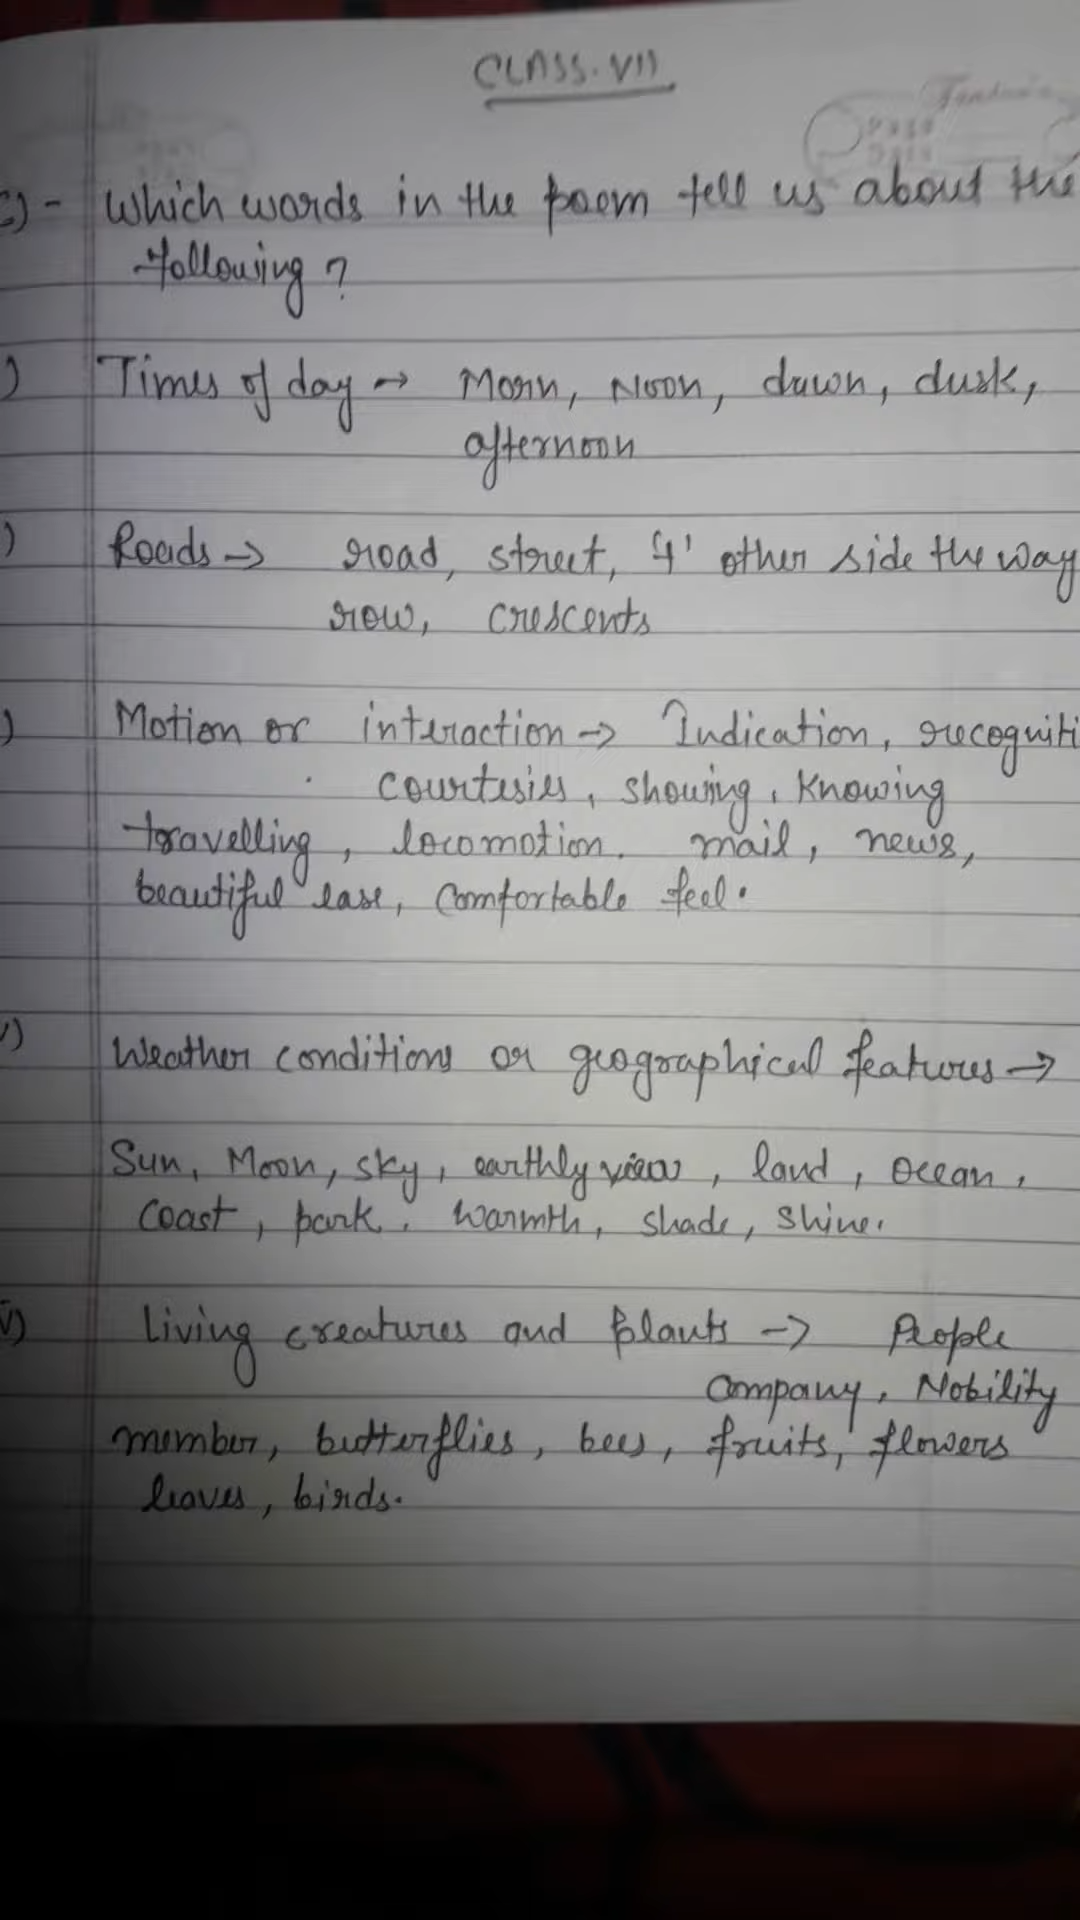 CLASS. VII
c) - Which words in the poem tell us about the
following?
) Times of day → Morn, Noon, dawn, dusk,
afternoon
) Roads → road, street, 'T' other side the way
row, crescents
) Motion or interaction → Indication, recogniti
courtesies, showing, Knowing
travelling, locomotion. mail, news,
beautiful ease, Comfortable feel.
) Weather conditions or geographical features →
Sun, Moon, sky, earthly view, land, ocean,
coast, park, warmth, shade, shine.
) Living creatures and plants → People
Company, Nobility
member, butterflies, bees, fruits, flowers
leaves, birds.